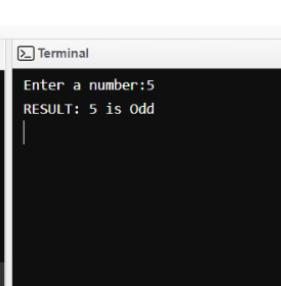 Terminal
Enter a number:5
RESULT: 5 is Odd